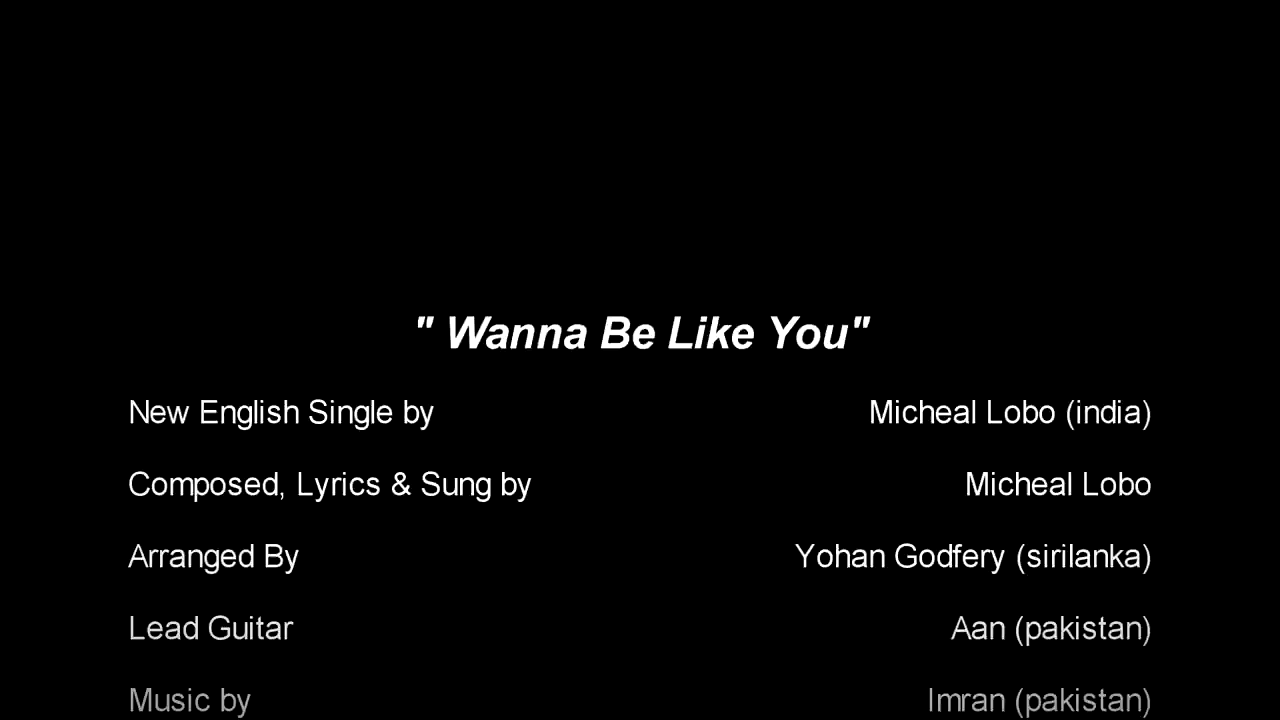 " Wanna Be Like You"
New English Single by Micheal Lobo (india)
Composed, Lyrics & Sung by Micheal Lobo
Arranged By Yohan Godfery (sirilanka)
Lead Guitar Aan (pakistan)
Music by Imran (pakistan)